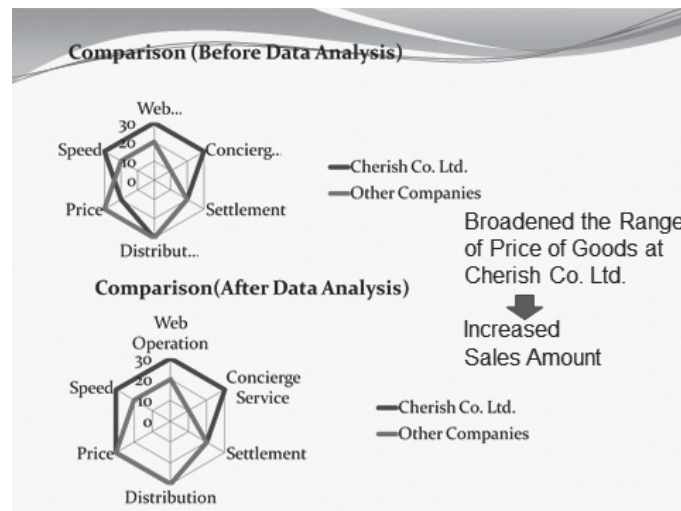 Comparison (Before Data Analysis)
Web...
30
20
10
0
Speed
Concierg...
Price
Settlement
Distribut...
Cherish Co. Ltd.
Other Companies
Broadened the Range
of Price of Goods at
Cherish Co. Ltd.
Increased
Sales Amount
Comparison(After Data Analysis)
Web
Operation
30
20
10
0
Speed
Concierge
Service
Price
Settlement
Distribution
Cherish Co. Ltd.
Other Companies